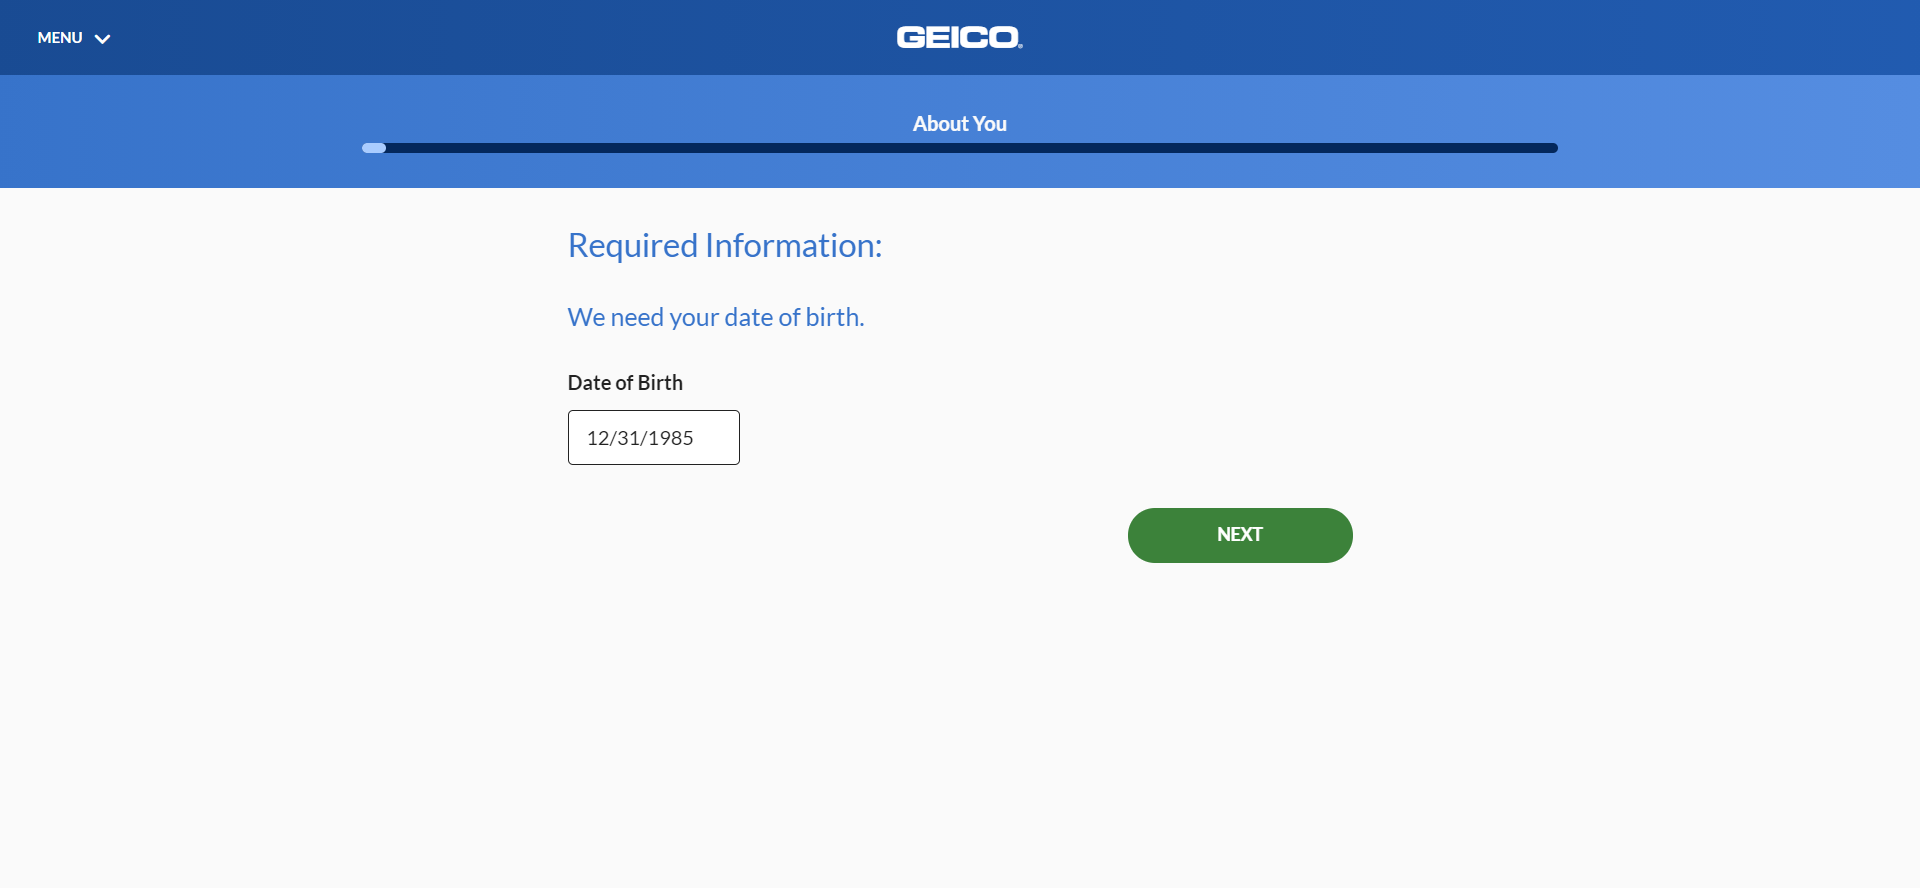 MENU
GEICO®
About You
Required Information:
We need your date of birth.
Date of Birth
12/31/1985
NEXT